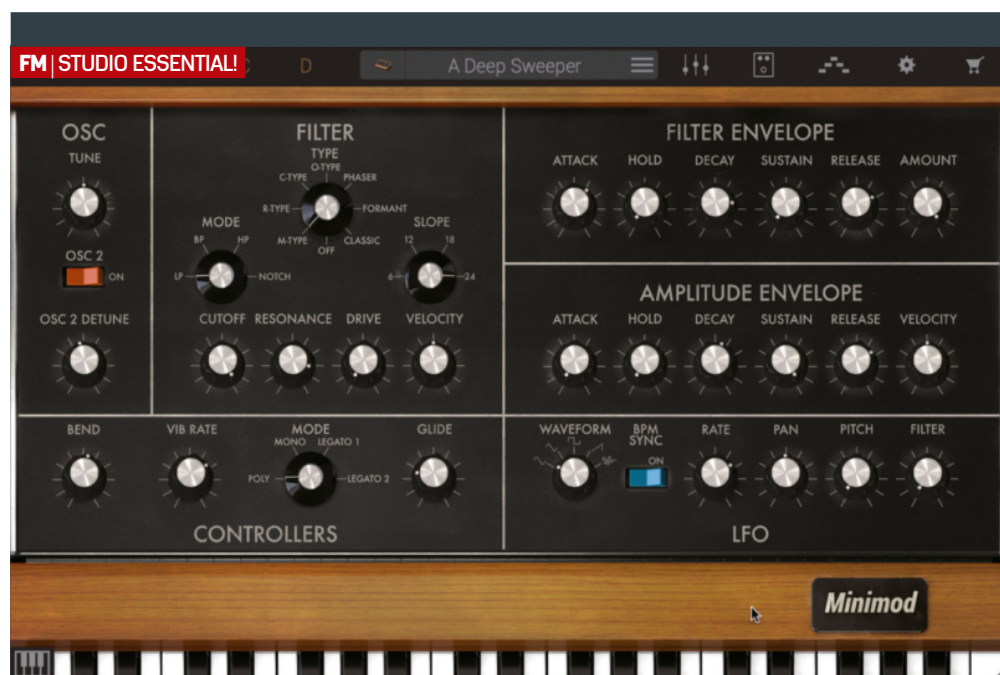 FM | STUDIO ESSENTIAL!
D
A Deep Sweeper
OSC
TUNE
OSC 2
ON
OSC 2 DETUNE
FILTER
TYPE
O-TYPE
C-TYPE
PHASER
R-TYPE
FORMANT
M-TYPE
CLASSIC
OFF
MODE
BP
HP
LP
NOTCH
SLOPE
12
18
6
24
CUTOFF RESONANCE DRIVE VELOCITY
FILTER ENVELOPE
ATTACK HOLD DECAY SUSTAIN RELEASE AMOUNT
AMPLITUDE ENVELOPE
ATTACK HOLD DECAY SUSTAIN RELEASE VELOCITY
BEND
VIB RATE
MODE
MONO LEGATO 1
POLY
LEGATO 2
GLIDE
CONTROLLERS
WAVEFORM
BPM
SYNC
ON
RATE PAN PITCH FILTER
LFO
Minimod